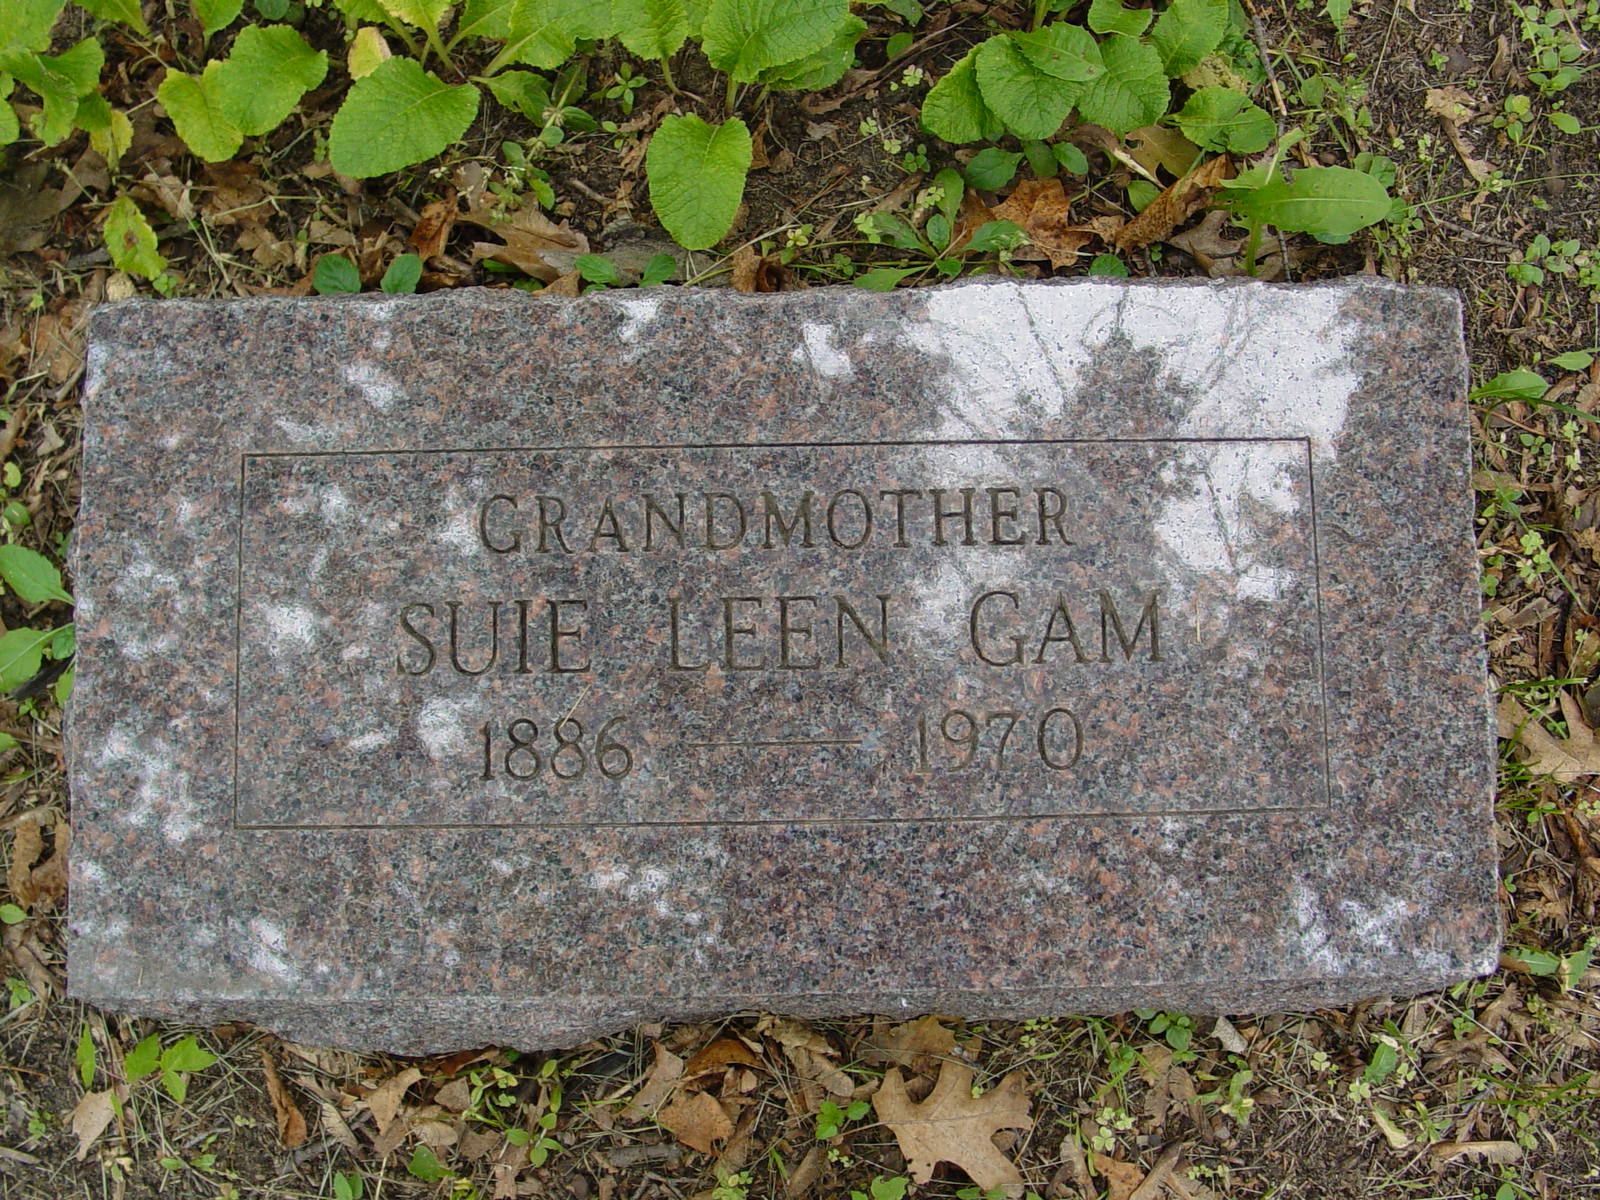 GRANDMOTHER
SUIE LEEN GAM
1886 — 1970